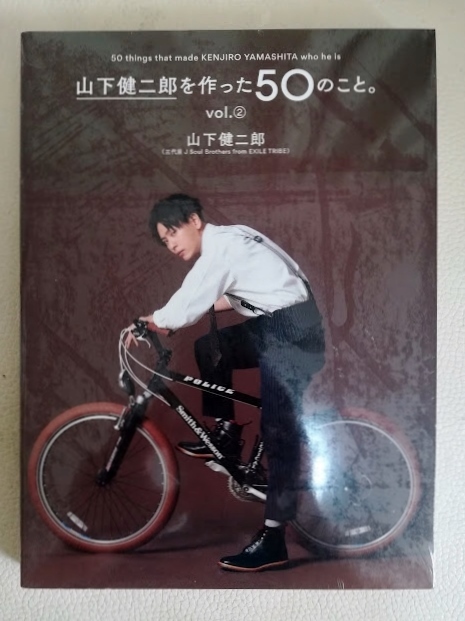 50 things that made KENJIRO YAMASHITA who he is
山下健二郎を作った50のこと。
vol.②
山下健二郎
(三代目 J Soul Brothers from EXILE TRIBE)
POLICE
Smith&Wesson